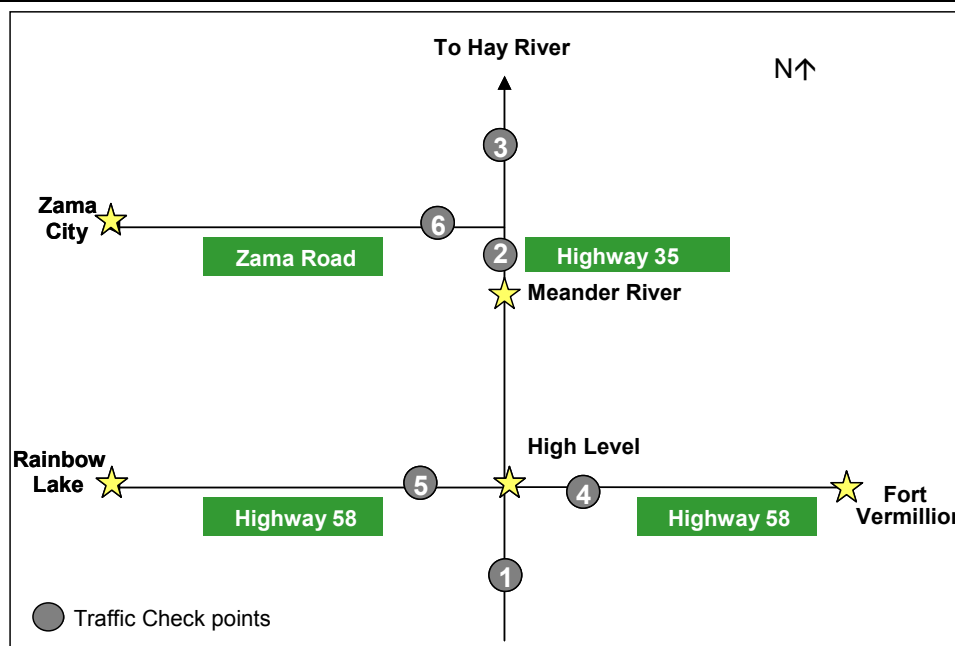 To Hay River
N↑
3
Zama
City
6
Zama Road
2
Highway 35
Meander River
High Level
Rainbow
Lake
5
4
Highway 58
Highway 58
Fort
Vermillion
1
Traffic Check points